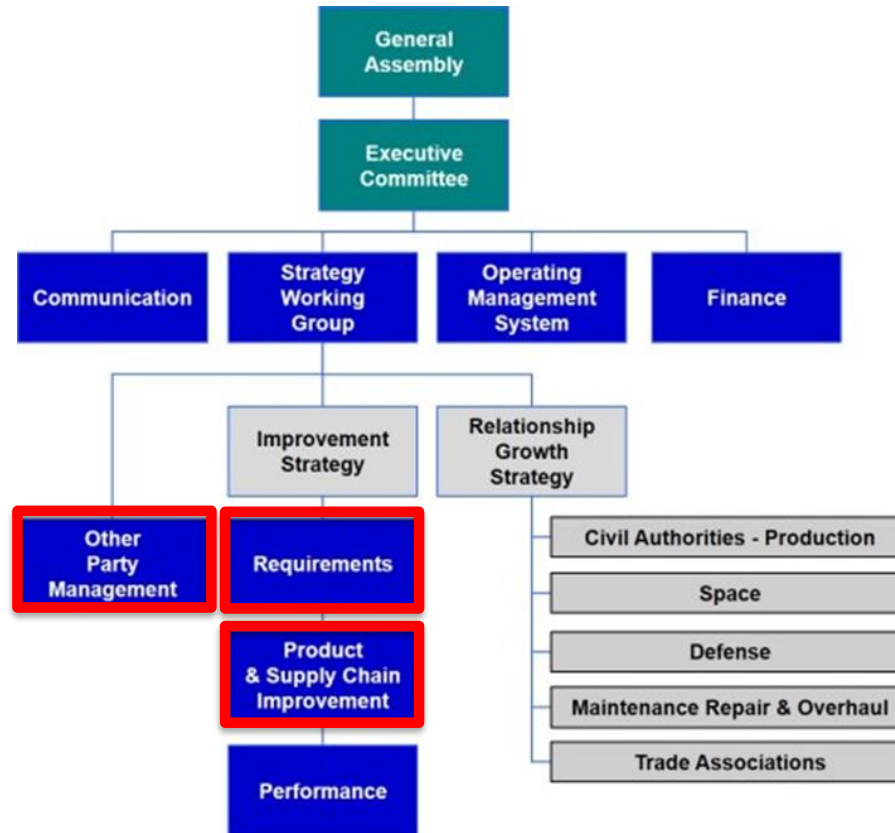 General
Assembly
Executive
Committee
Communication
Strategy
Working
Group
Operating
Management
System
Finance
Improvement
Strategy
Relationship
Growth
Strategy
Other
Party
Management
Requirements
Product
& Supply Chain
Improvement
Performance
Civil Authorities - Production
Space
Defense
Maintenance Repair & Overhaul
Trade Associations